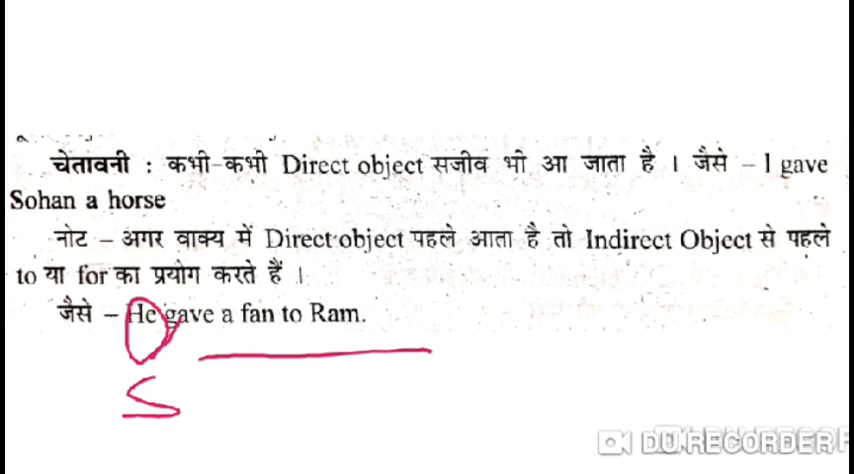 चेतावनी : कभी-कभी Direct object सजीव भी आ जाता है । जैसे – I gave
Sohan a horse
नोट – अगर वाक्य में Direct object पहले आता है तो Indirect Object से पहले
to या for का प्रयोग करते हैं ।
जैसे – He gave a fan to Ram.
S
DU RECORDER